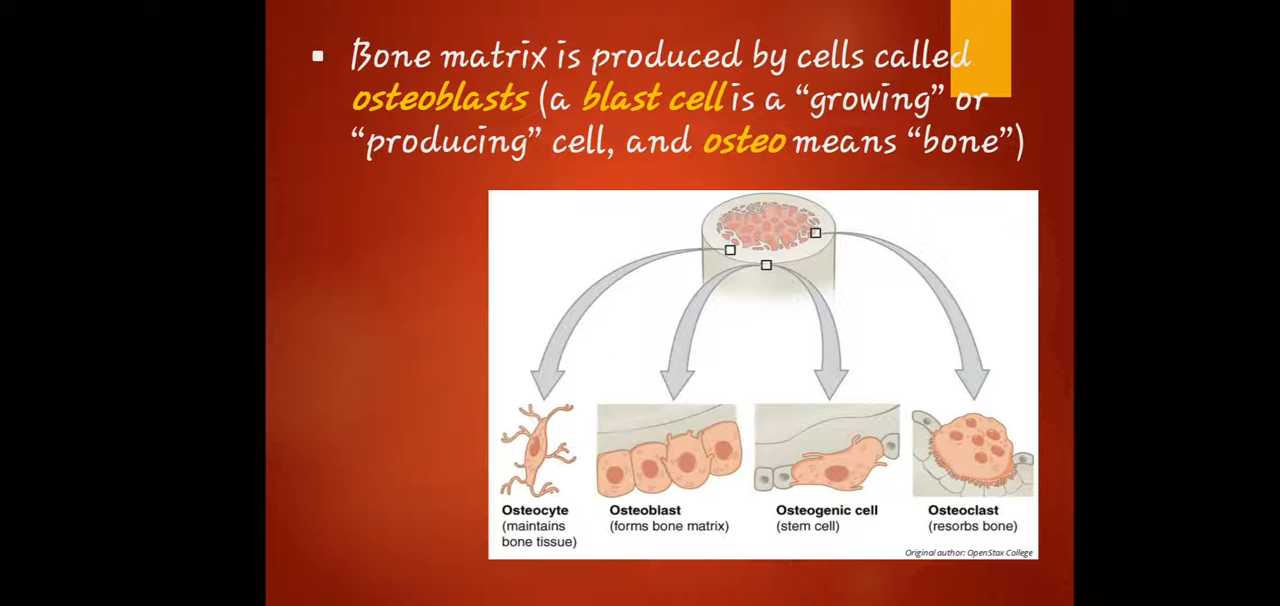 ▪ Bone matrix is produced by cells called
osteoblasts (a blast cell is a “growing” or
“producing” cell, and osteo means “bone”)
Osteocyte
(maintains
bone tissue)
Osteoblast
(forms bone matrix)
Osteogenic cell
(stem cell)
Osteoclast
(resorbs bone)
Original author: OpenStax College